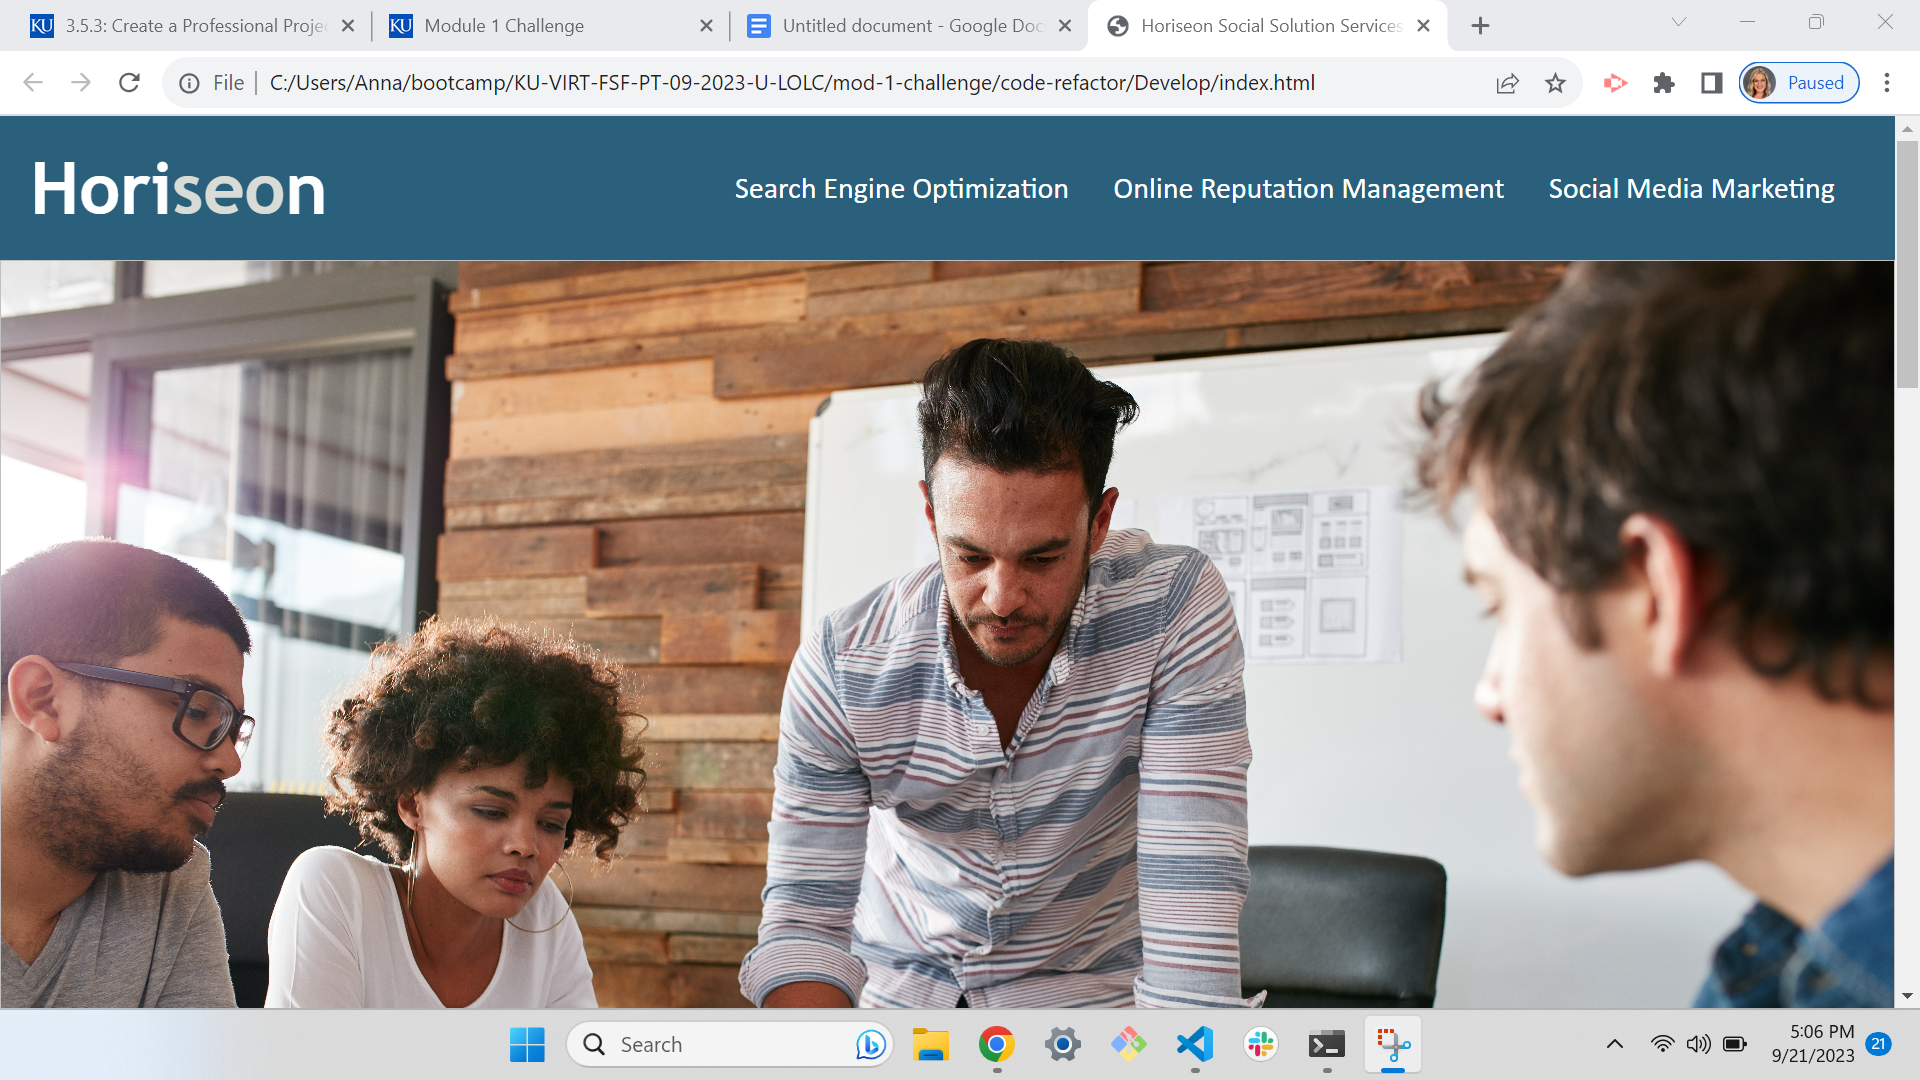 3.5.3: Create a Professional Proje
Module 1 Challenge
Untitled document - Google Doc
Horiseon Social Solution Services
File
C:/Users/Anna/bootcamp/KU-VIRT-FSF-PT-09-2023-U-LOLC/mod-1-challenge/code-refactor/Develop/index.html
Paused
Horiseon
Search Engine Optimization
Online Reputation Management
Social Media Marketing
Search
5:06 PM
9/21/2023
21
KU
KU